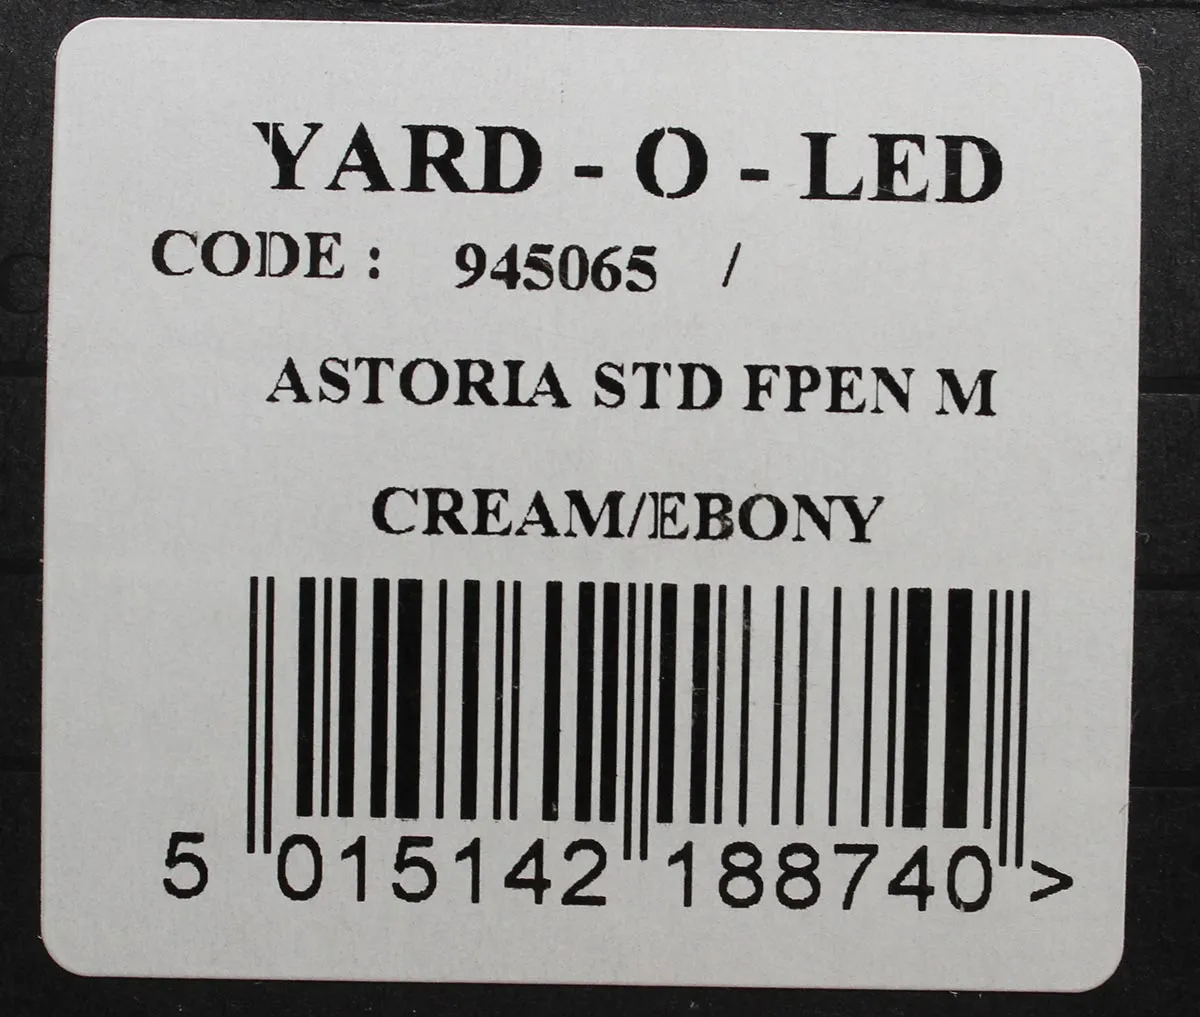 YARD - O - LED
CODE : 945065 /
ASTORIA STD FPEN M
CREAM/EBONY
5 015142 188740 >